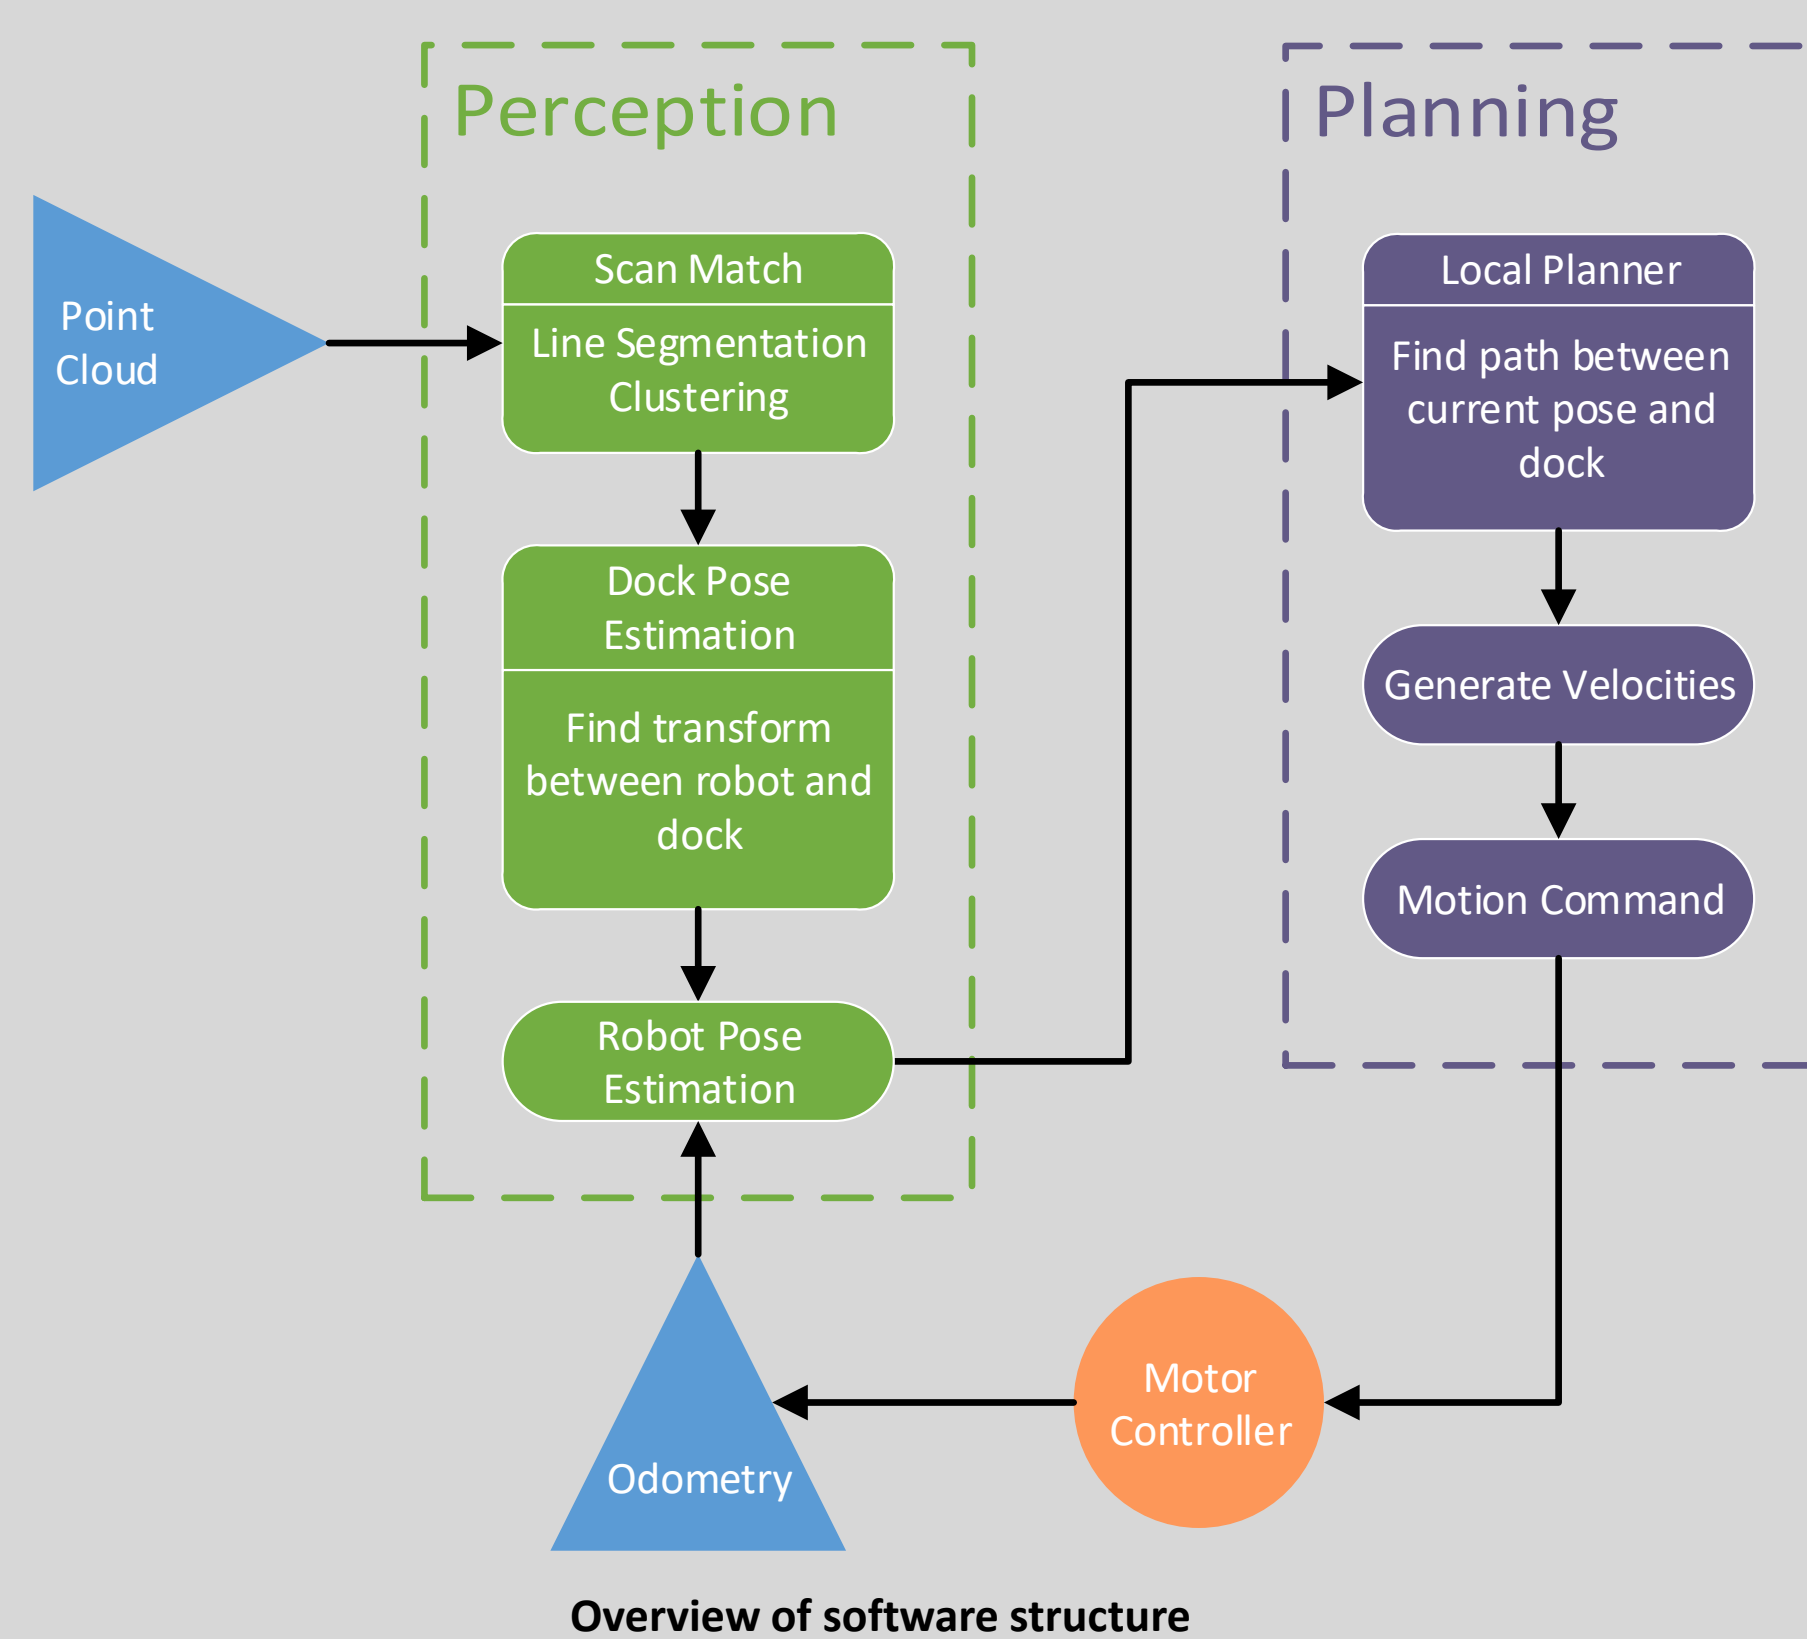 Perception
Planning
Point
Cloud
Scan Match
Line Segmentation
Clustering
Dock Pose
Estimation
Find transform
between robot and
dock
Robot Pose
Estimation
Local Planner
Find path between
current pose and
dock
Generate Velocities
Motion Command
Motor
Controller
Odometry
Overview of software structure